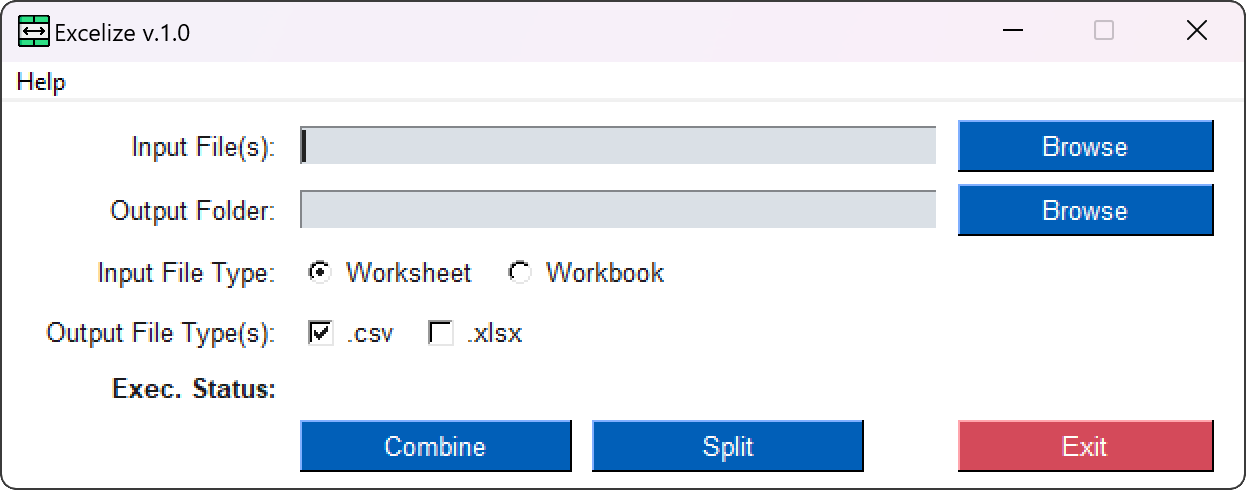 Excelize v.1.0
Help
Input File(s): Browse
Output Folder: Browse
Input File Type: Worksheet Workbook
Output File Type(s): .csv .xlsx
Exec. Status:
Combine Split Exit